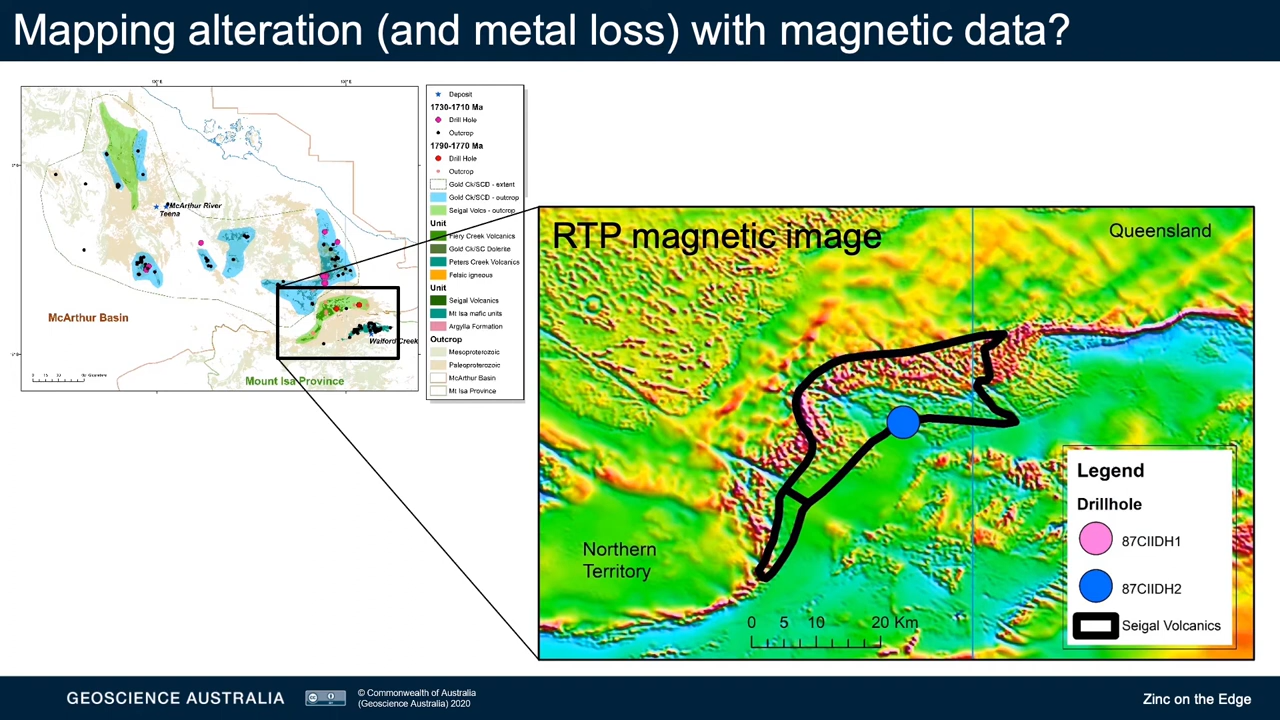 Mapping alteration (and metal loss) with magnetic data?
McArthur River
Teena
McArthur Basin
Walford Creek
Mount Isa Province
Deposit
1730-1710 Ma
Drill Hole
Outcrop
1790-1770 Ma
Drill Hole
Outcrop
Gold Ck/SCD - extent
Gold Ck/SCD - outcrop
Seigal Volcs - outcrop
Unit
Fiery Creek Volcanics
Gold Ck/SC Dolerite
Peters Creek Volcanics
Felsic igneous
Unit
Seigal Volcanics
Mt Isa mafic units
Argylla Formation
Outcrop
Mesoproterozoic
Paleoproterozoic
McArthur Basin
Mt Isa Province
RTP magnetic image
Queensland
Northern
Territory
0 5 10 20 Km
Legend
Drillhole
87CIIDH1
87CIIDH2
Seigal Volcanics
GEOSCIENCE AUSTRALIA
© Commonwealth of Australia
(Geoscience Australia) 2020
Zinc on the Edge